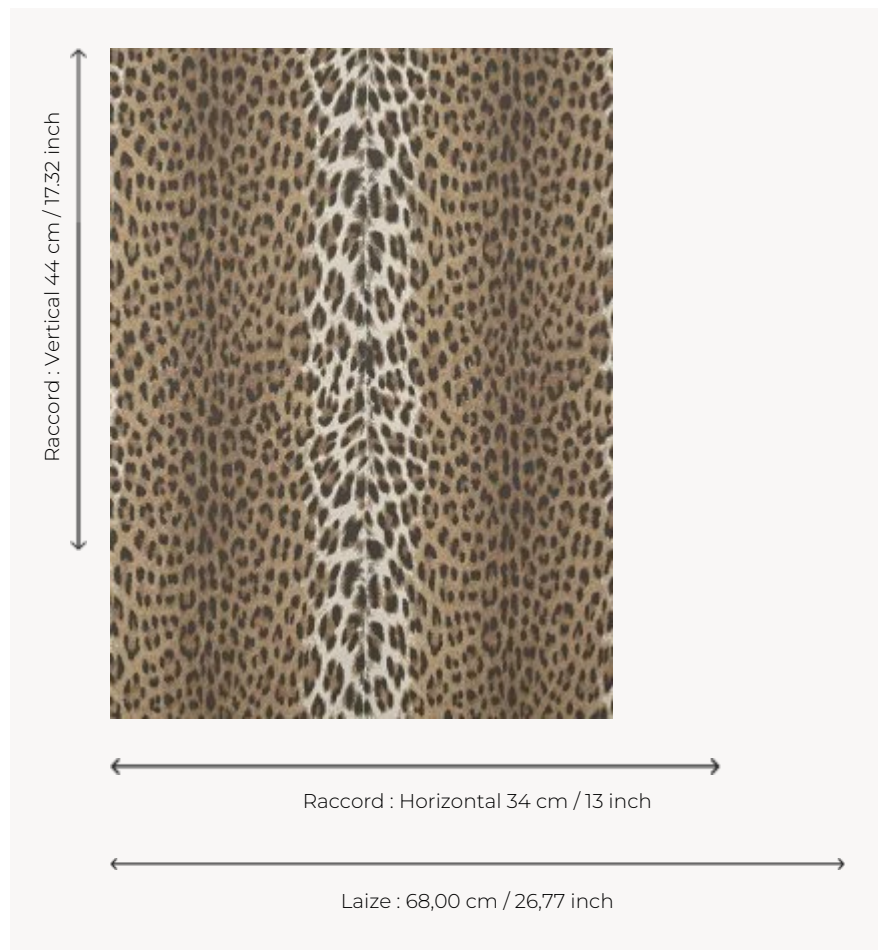 Raccord : Vertical 44 cm / 17.32 inch
Raccord : Horizontal 34 cm / 13 inch
Laize : 68,00 cm / 26,77 inch